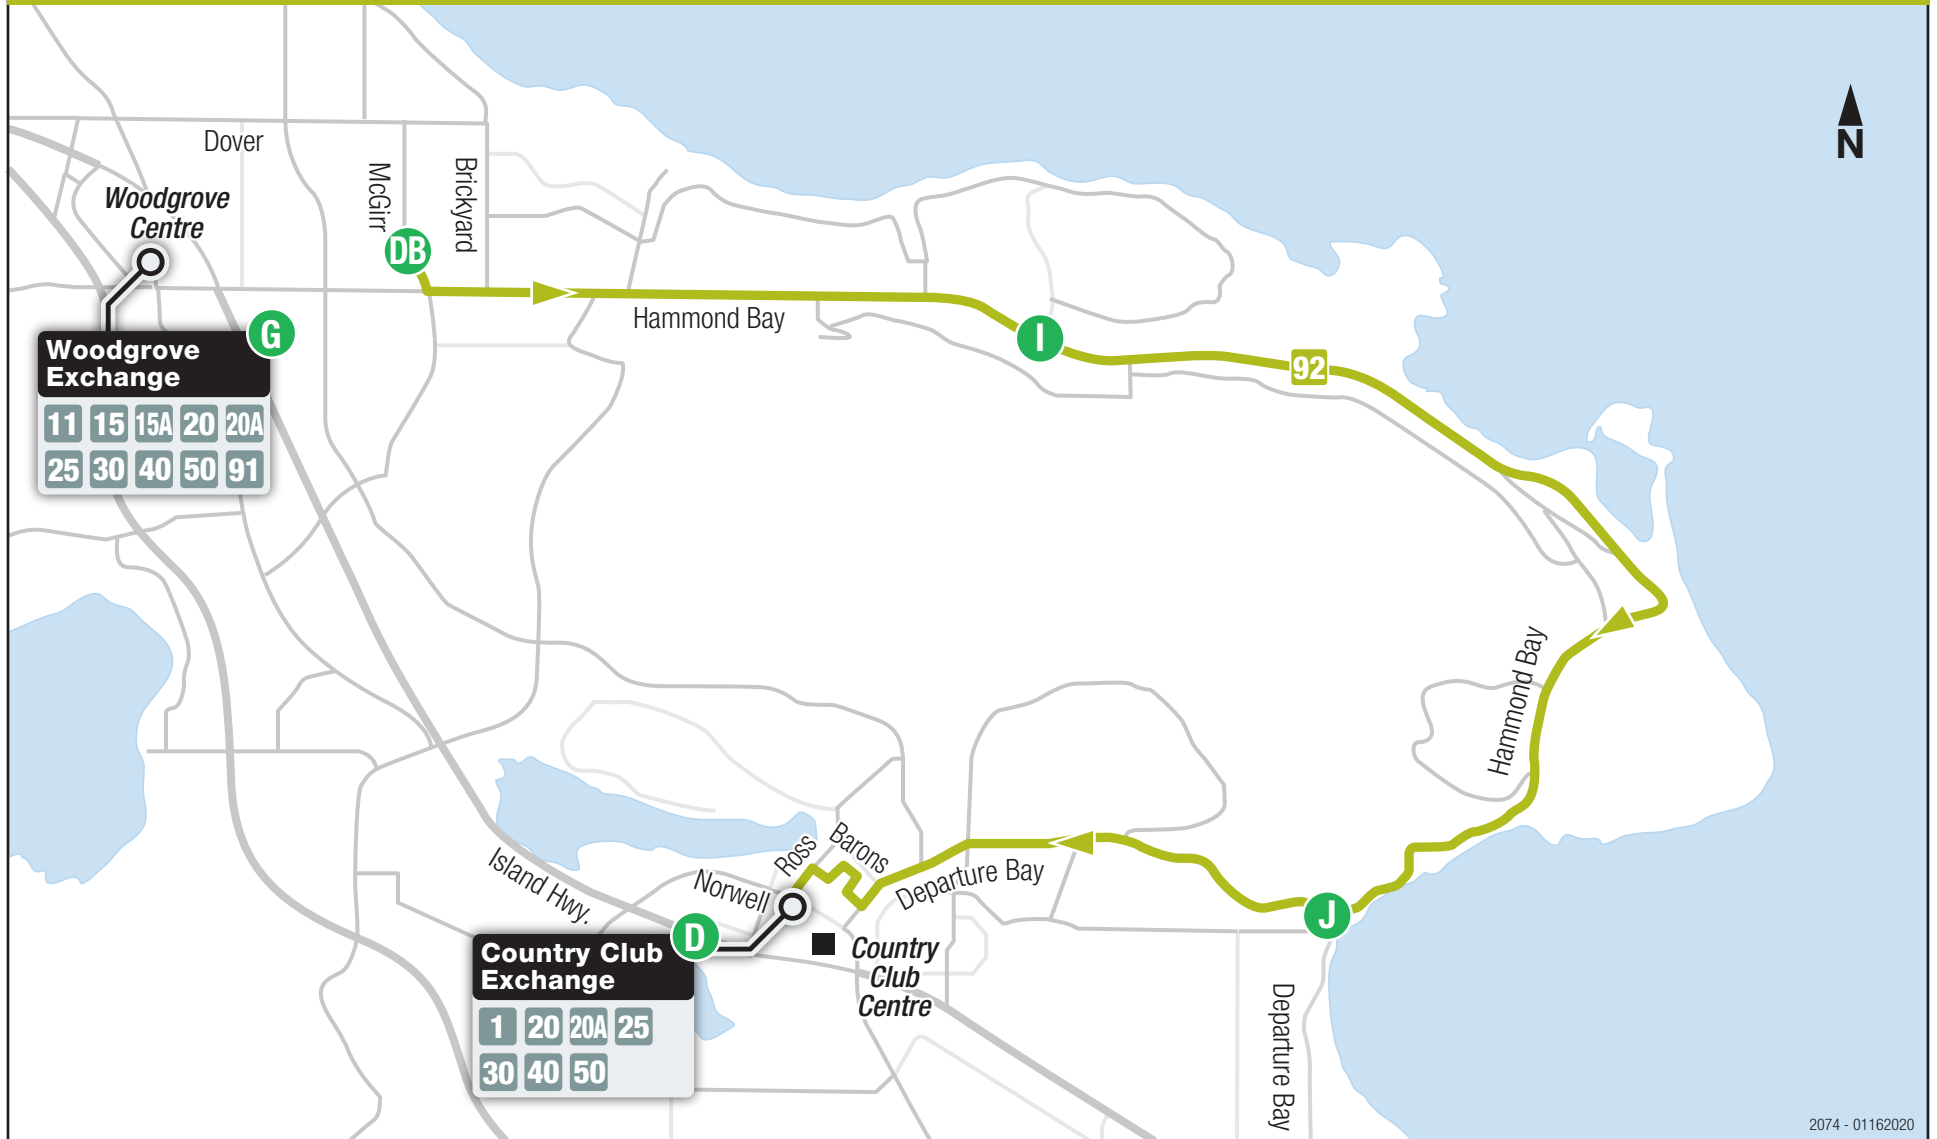 N
Dover
McGirr
Brickyard
Woodgrove
Centre
DB
G
Hammond Bay
I
92
Woodgrove
Exchange
11 15 15A 20 20A
25 30 40 50 91
Hammond Bay
Ross
Barons
Norwell
Departure Bay
Island Hwy.
J
D
Country Club
Exchange
1 20 20A 25
30 40 50
Country
Club
Centre
Departure Bay
2074 - 01162020